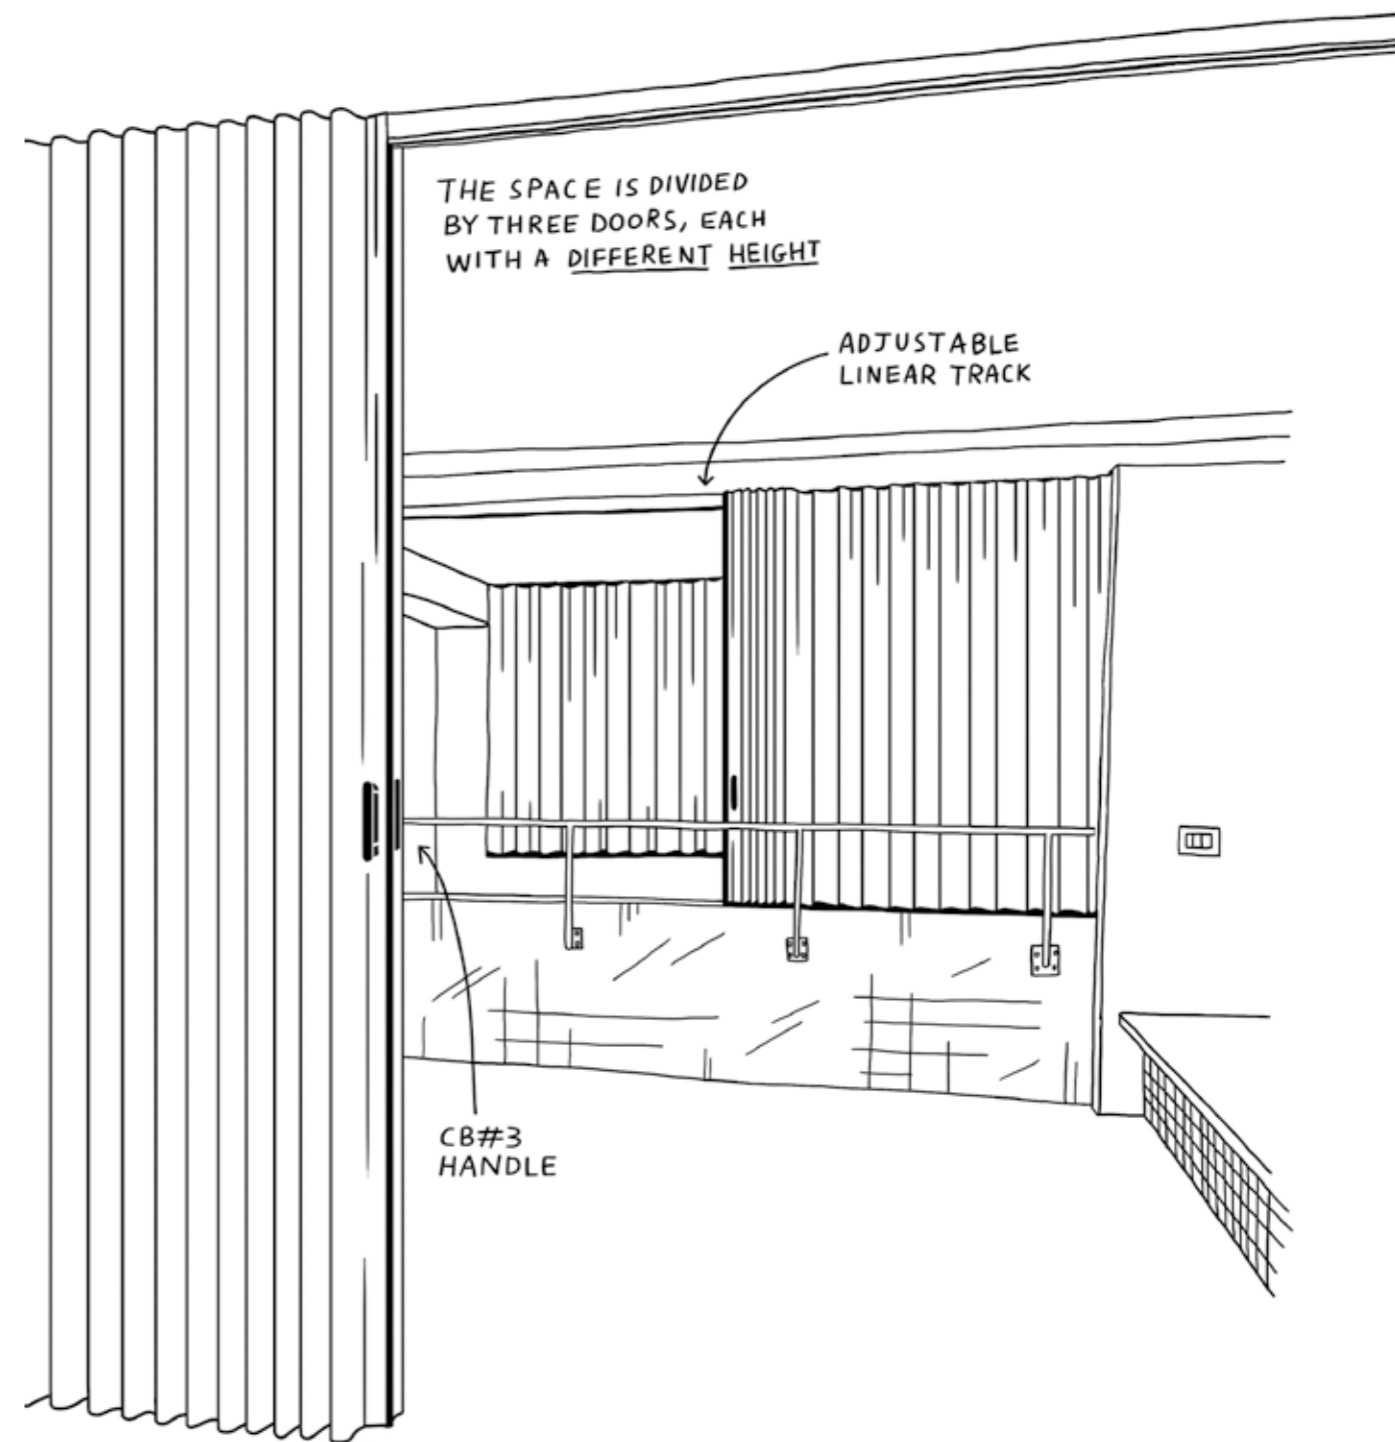 THE SPACE IS DIVIDED
BY THREE DOORS, EACH
WITH A DIFFERENT HEIGHT
ADJUSTABLE
LINEAR TRACK
CB#3
HANDLE